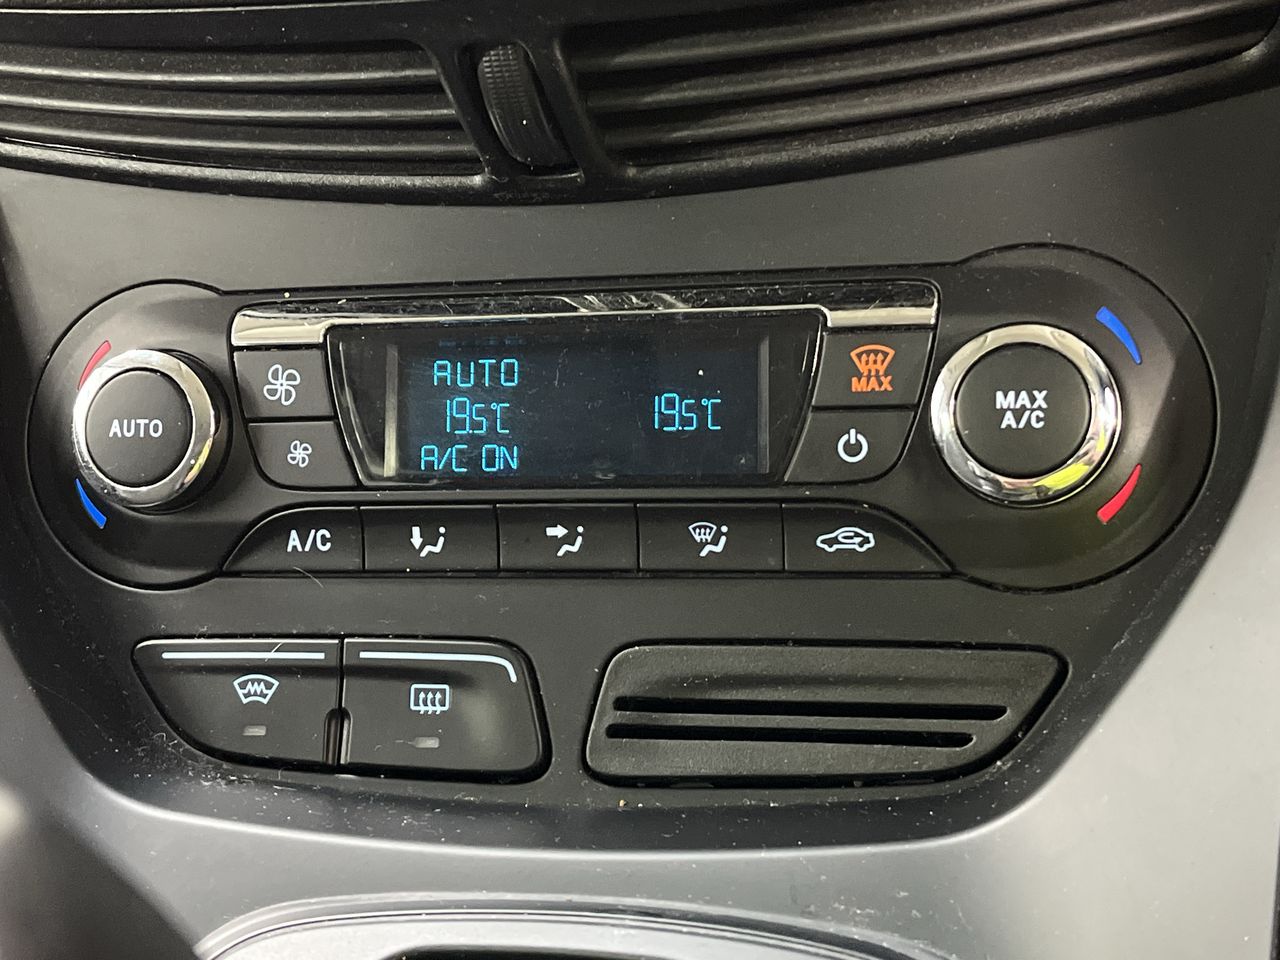 AUTO
AUTO
19.5°C 19.5°C
A/C ON
MAX
MAX
A/C
A/C